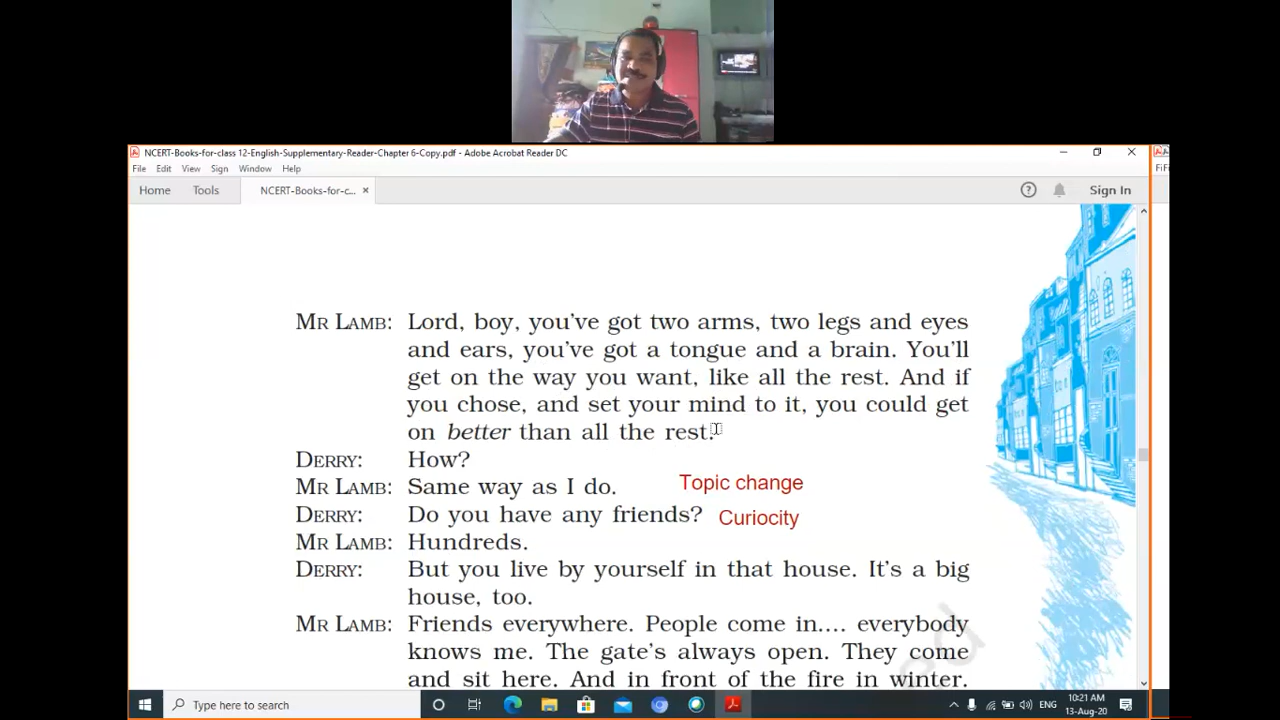 NCERT-Books-for-class 12-English-Supplementary-Reader-Chapter 6-Copy.pdf - Adobe Acrobat Reader DC
File Edit View Sign Window Help
Home Tools NCERT-Books-for-c... × Sign In
MR LAMB: Lord, boy, you've got two arms, two legs and eyes
and ears, you've got a tongue and a brain. You'll
get on the way you want, like all the rest. And if
you chose, and set your mind to it, you could get
on better than all the rest.
DERRY: How?
MR LAMB: Same way as I do. Topic change
DERRY: Do you have any friends? Curiocity
MR LAMB: Hundreds.
DERRY: But you live by yourself in that house. It's a big
house, too.
MR LAMB: Friends everywhere. People come in.... everybody
knows me. The gate's always open. They come
and sit here. And in front of the fire in winter.
Type here to search
ENG
10:21 AM
13-Aug-20